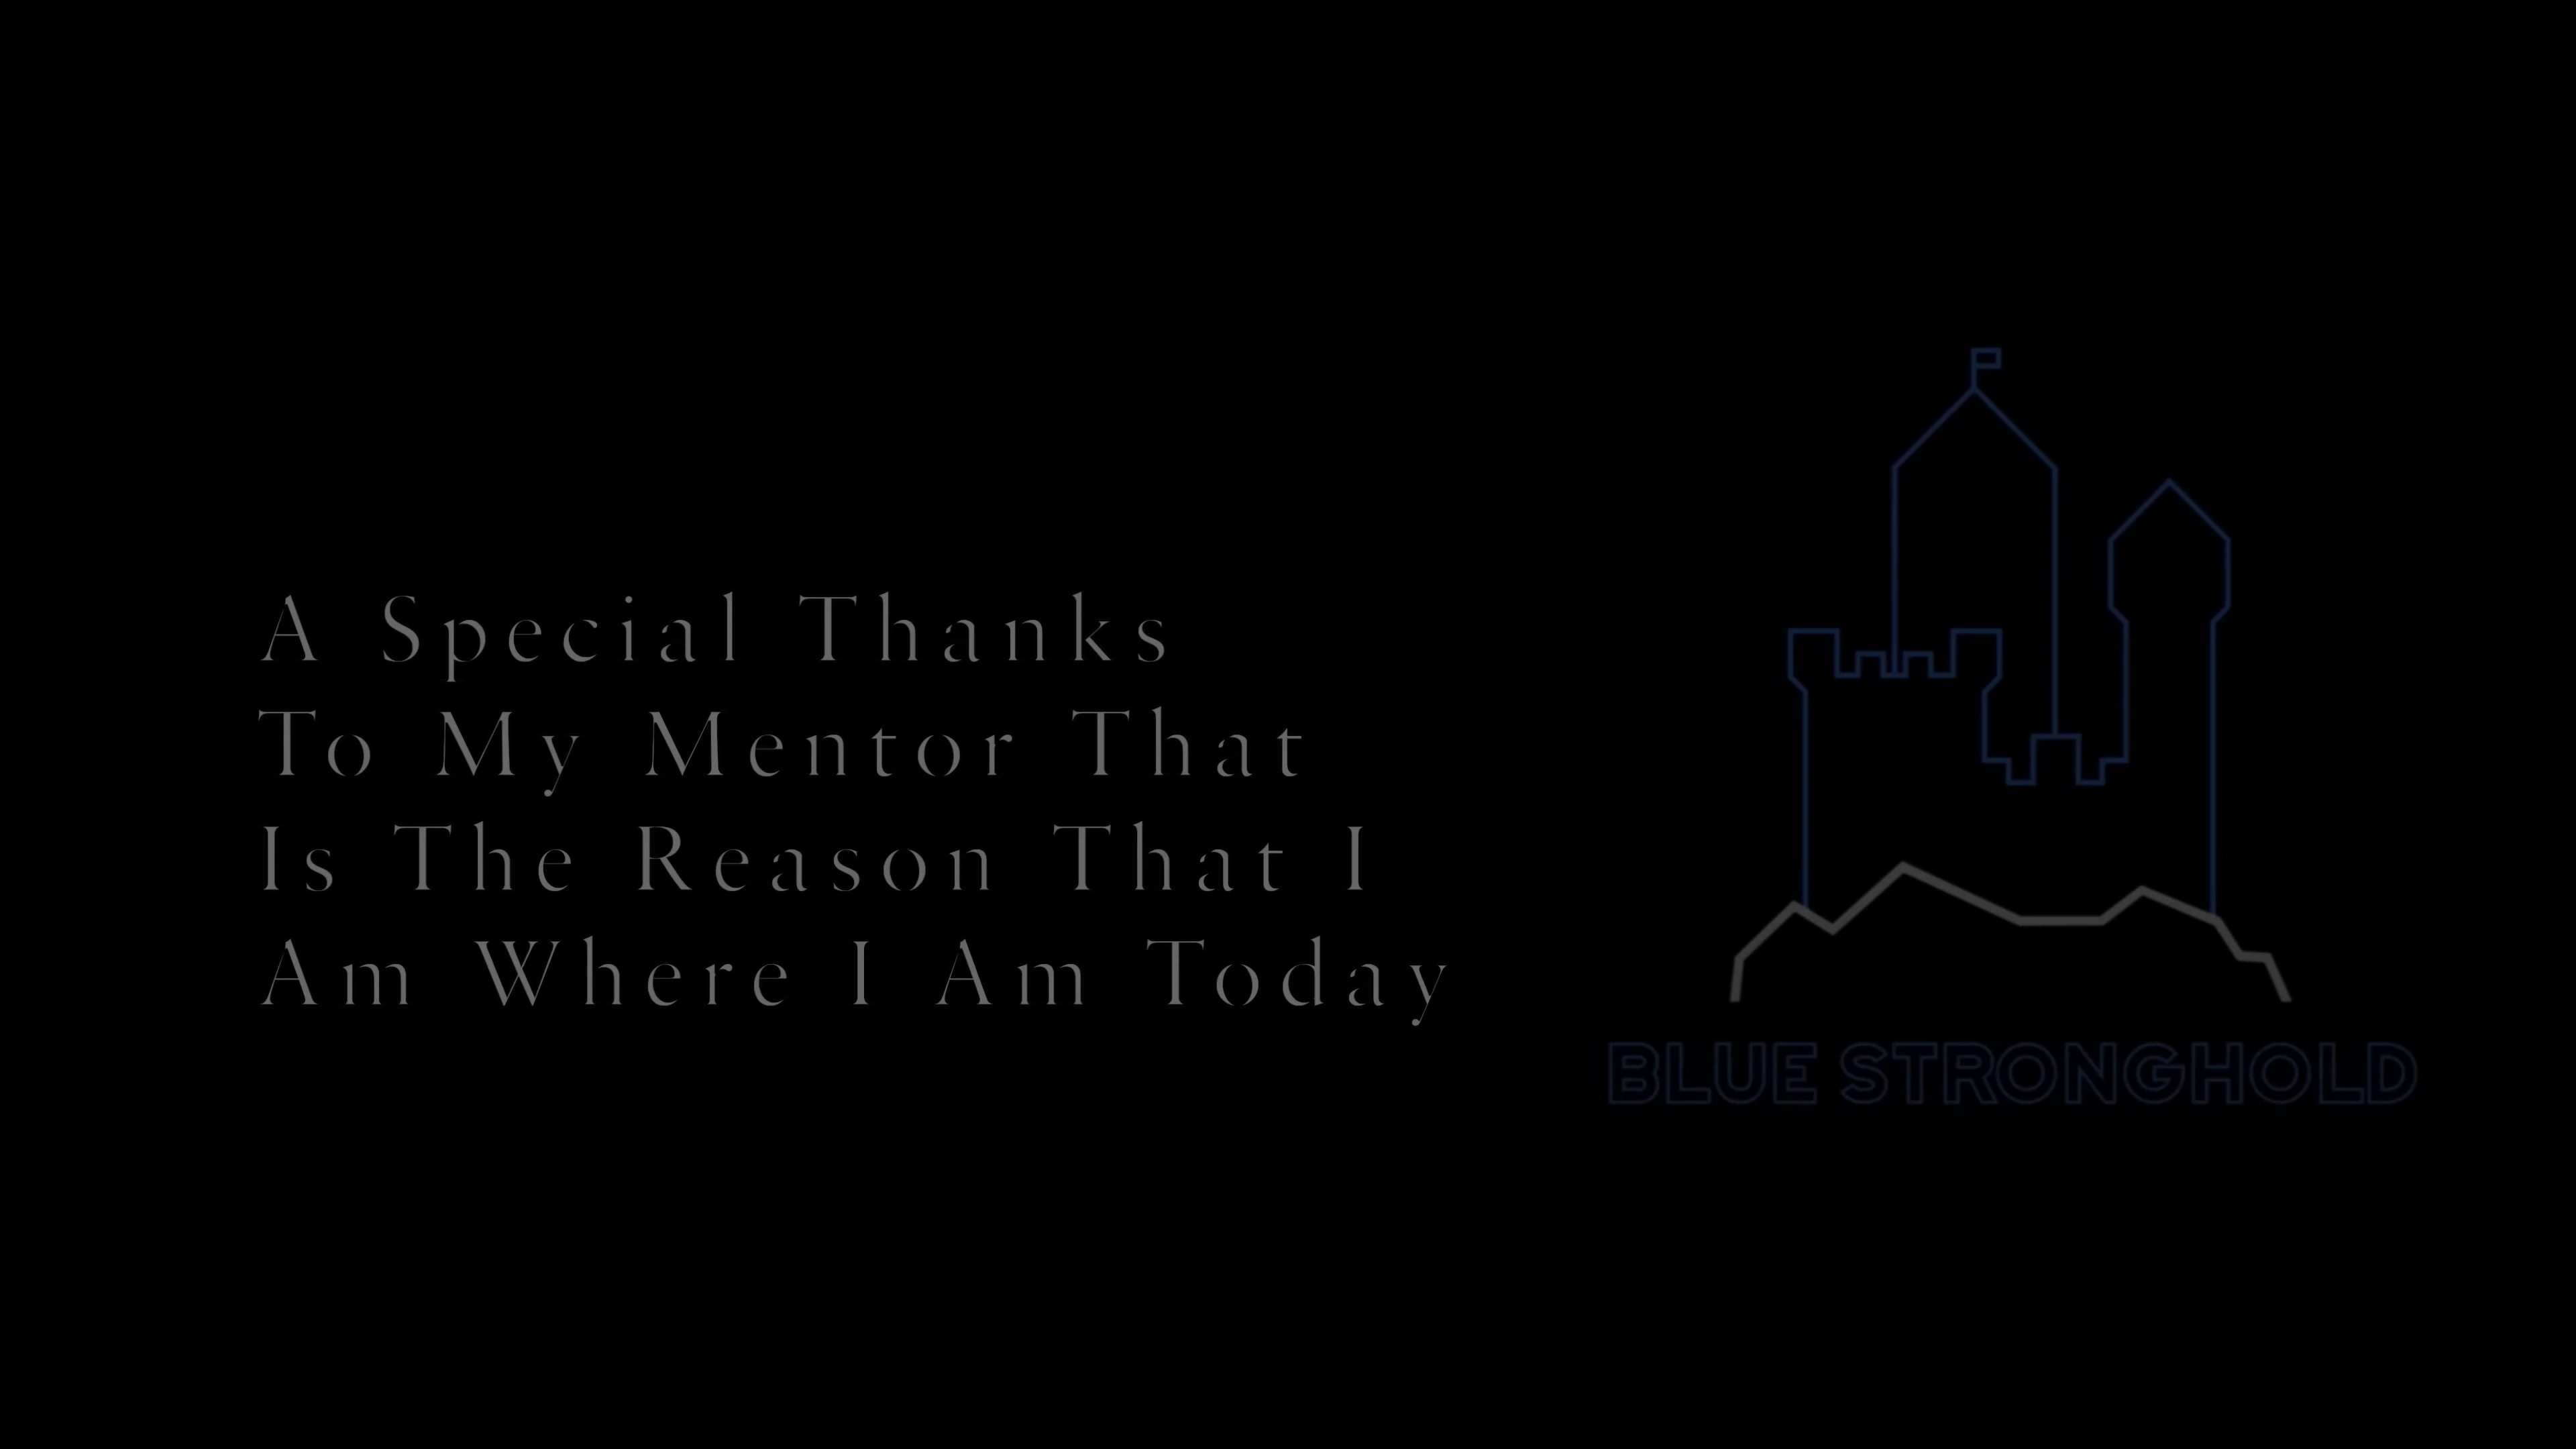 A Special Thanks
To My Mentor That
Is The Reason That I
Am Where I Am Today
BLUE STRONGHOLD